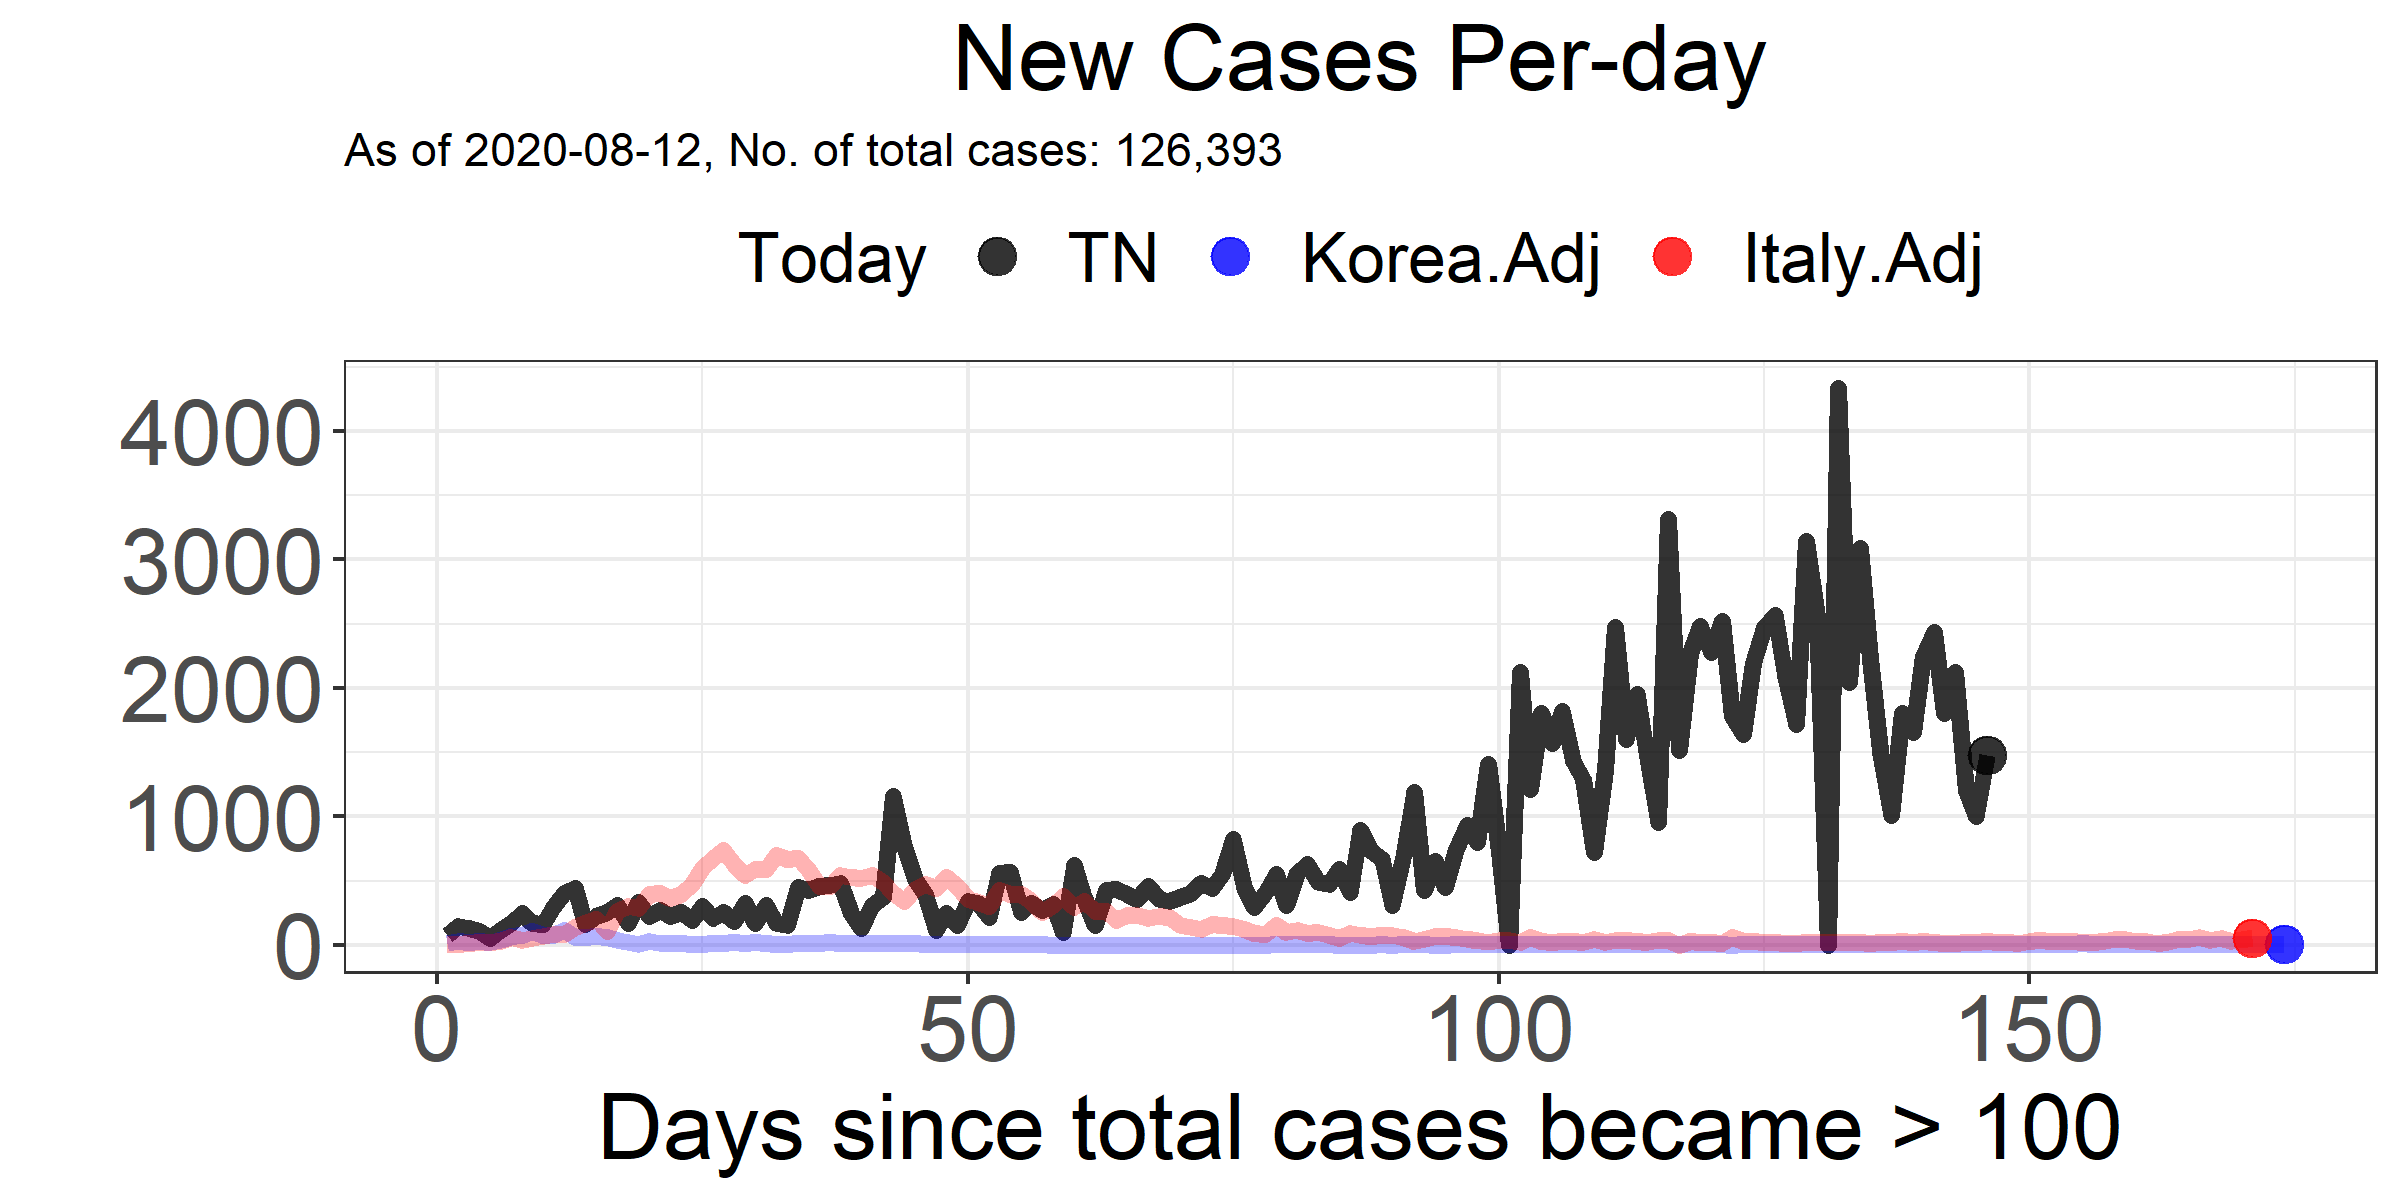 New Cases Per-day
As of 2020-08-12, No. of total cases: 126,393
Today TN Korea.Adj Italy.Adj
4000
3000
2000
1000
0
0 50 100 150
Days since total cases became > 100